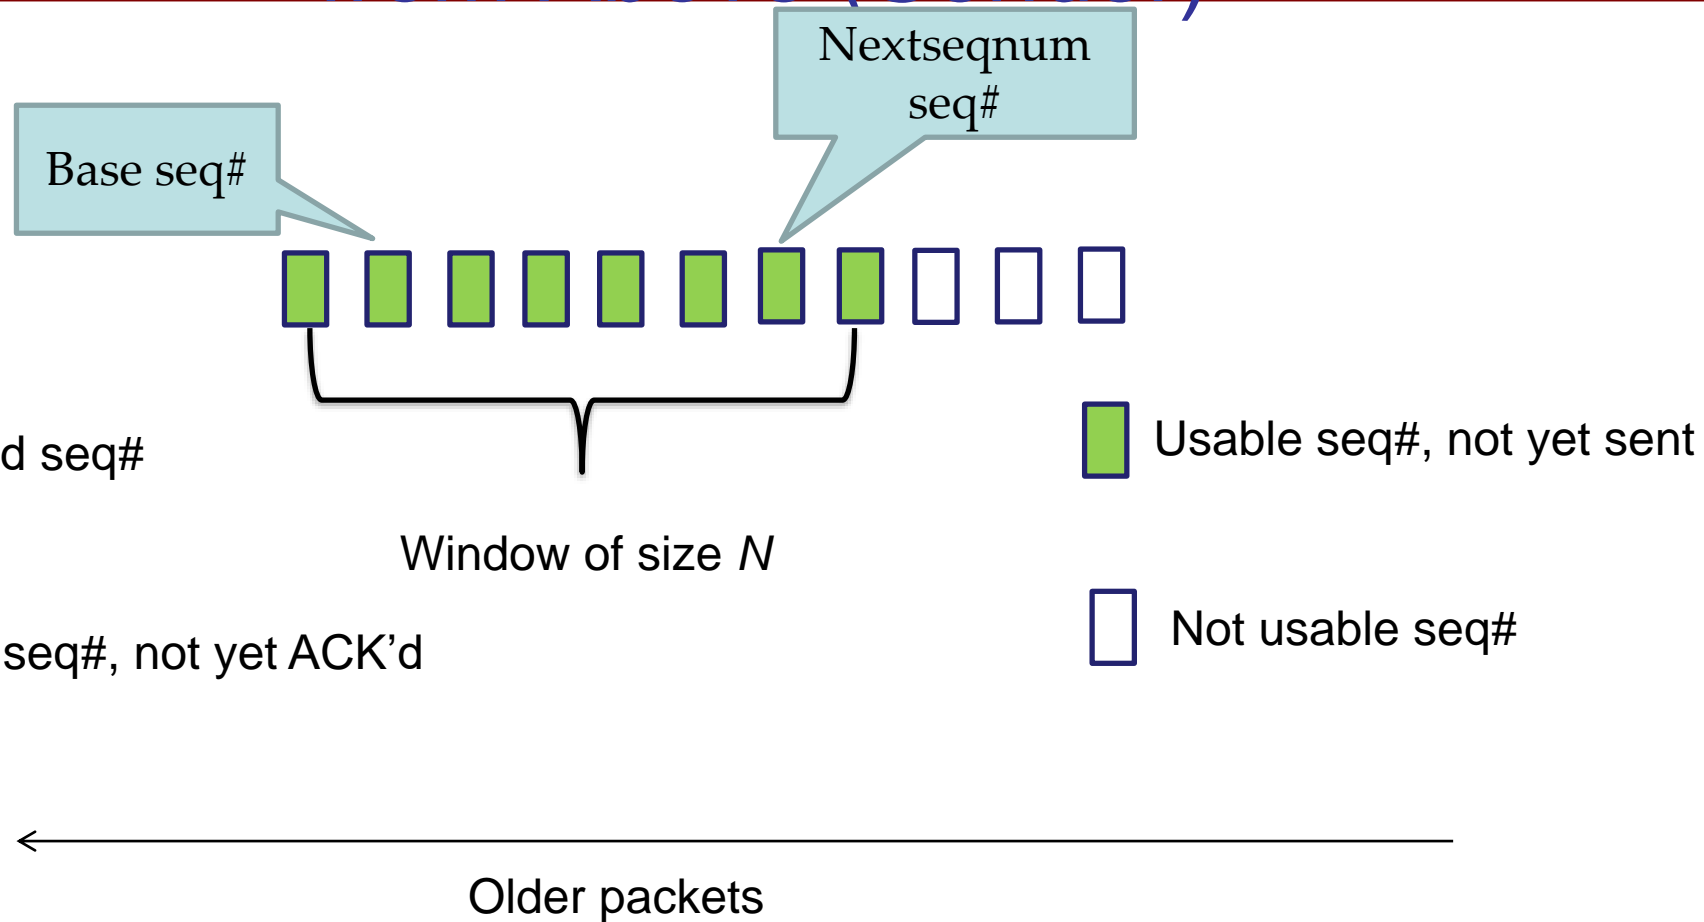 Nextseqnum
seq#
Base seq#
d seq#
Usable seq#, not yet sent
Window of size N
Not usable seq#
seq#, not yet ACK’d
Older packets